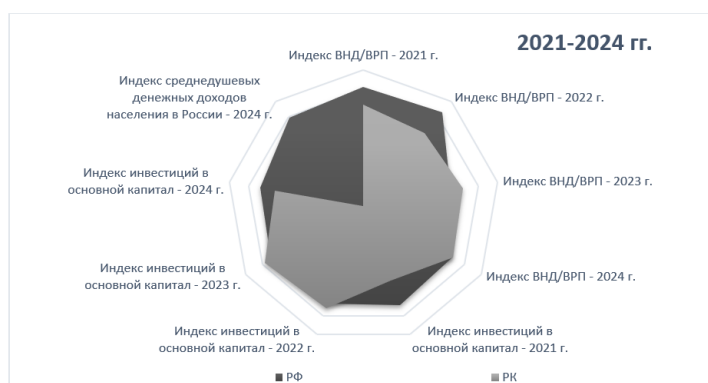 2021-2024 гг.
Индекс ВНД/ВРП - 2021 г.
Индекс ВНД/ВРП - 2022 г.
Индекс ВНД/ВРП - 2023 г.
Индекс ВНД/ВРП - 2024 г.
Индекс инвестиций в
основной капитал - 2021 г.
Индекс инвестиций в
основной капитал - 2022 г.
Индекс инвестиций в
основной капитал - 2023 г.
Индекс инвестиций в
основной капитал - 2024 г.
Индекс среднедушевых
денежных доходов
населения в России - 2024 г.
РФ
РК